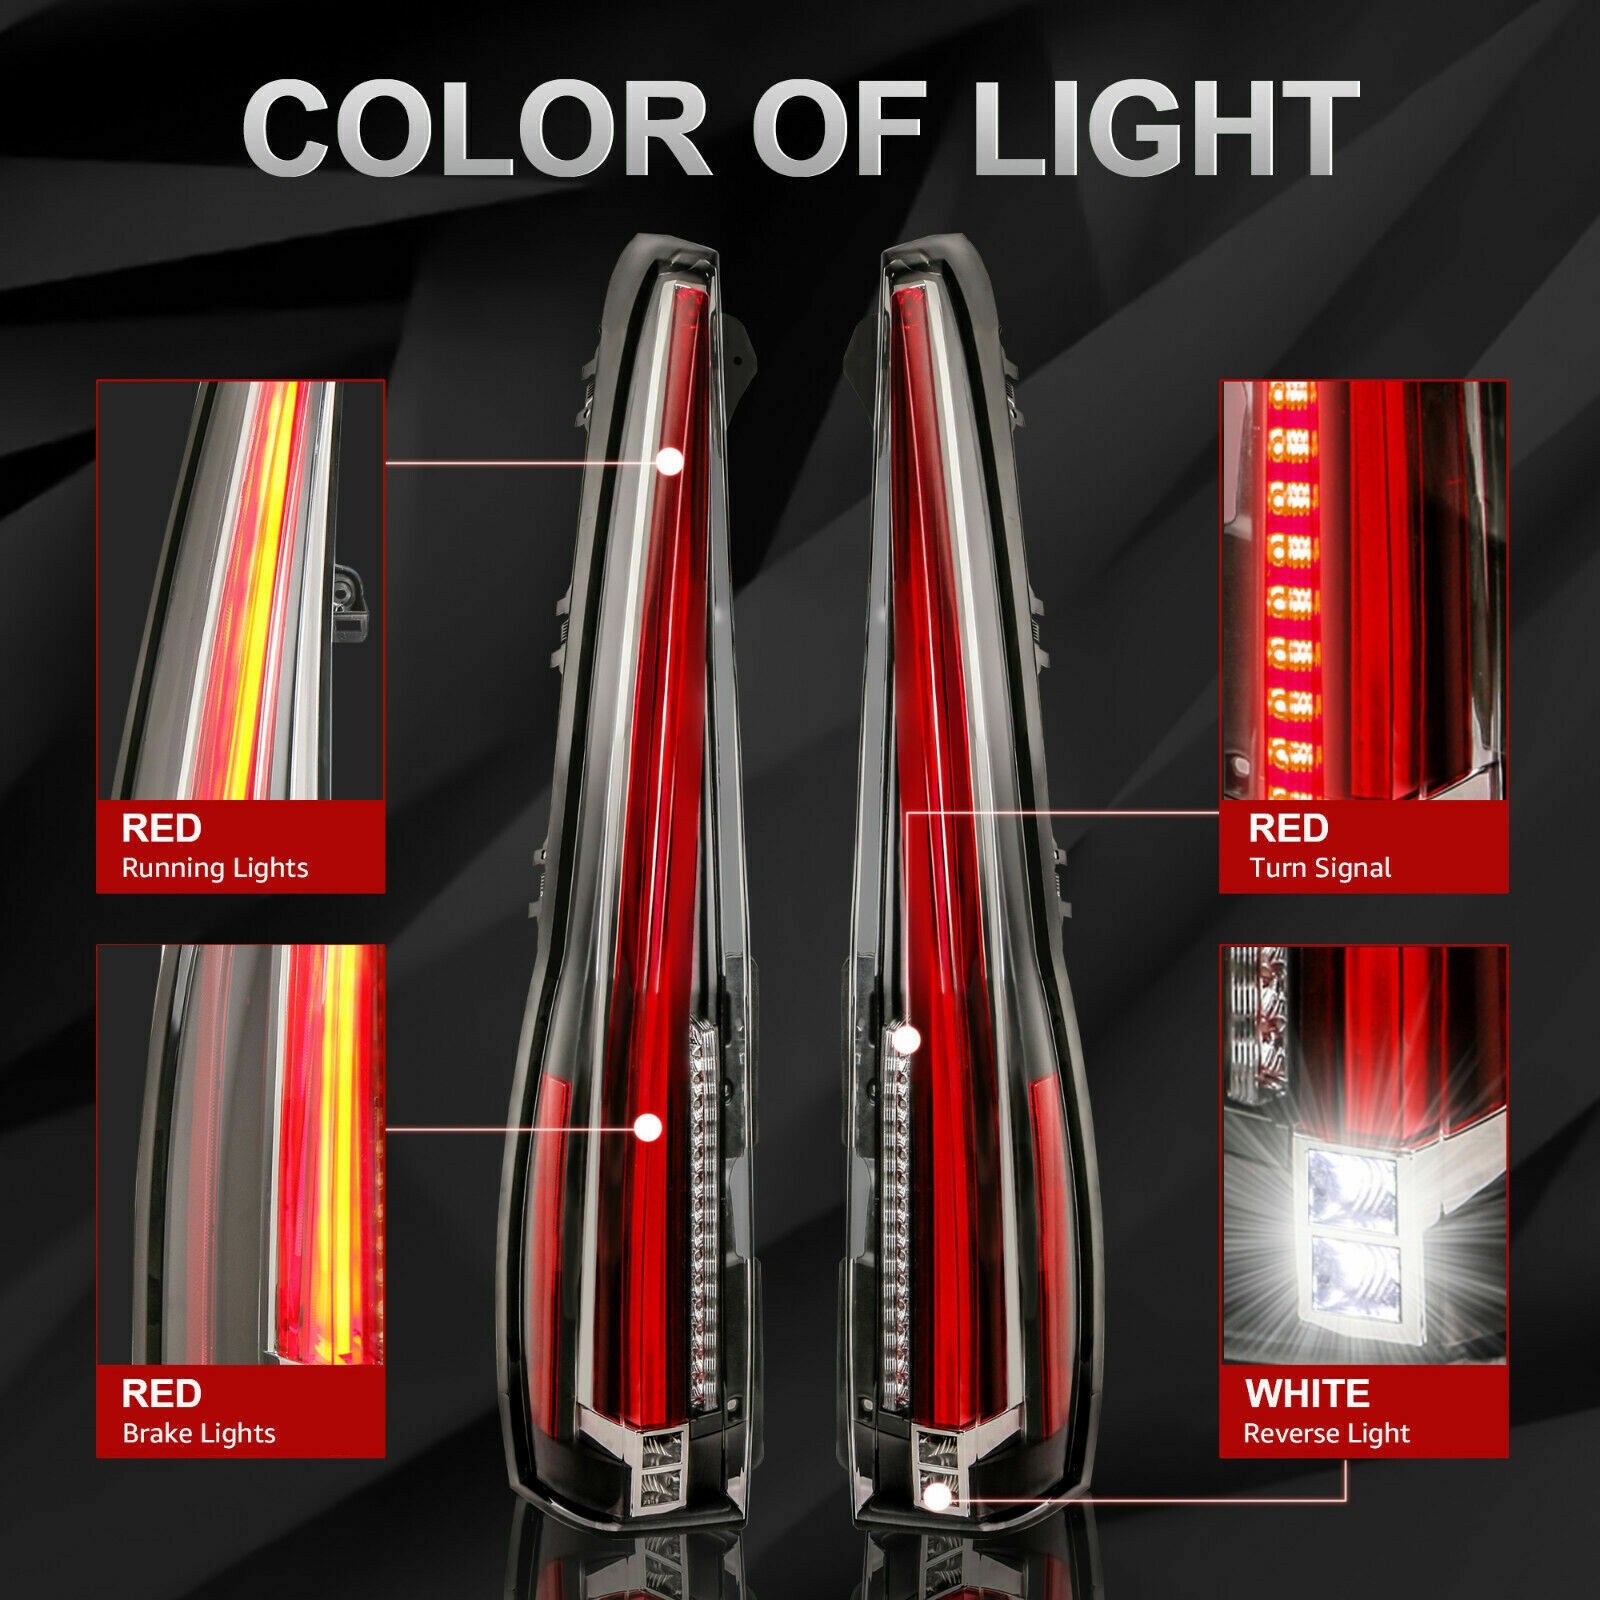 COLOR OF LIGHT
RED
Running Lights
RED
Turn Signal
RED
Brake Lights
WHITE
Reverse Light